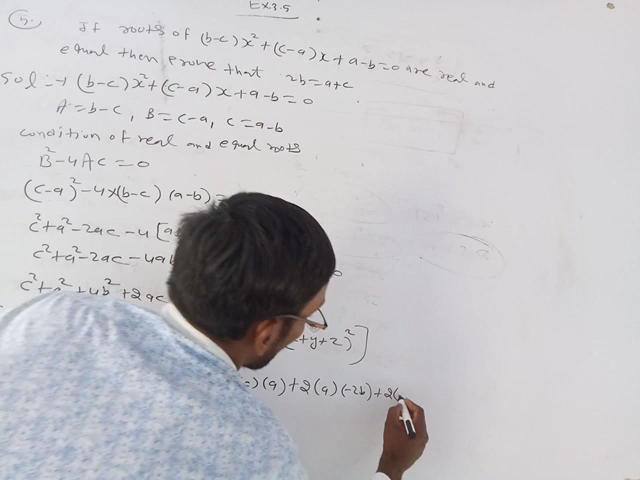 Ex3.5
5. If roots of (b-c)x²+(c-a)x+a-b=0 are real and
equal then prove that 2b=a+c
Sol:→ (b-c)x²+(c-a)x+a-b=0
A=b-c, B=c-a, C=a-b
condition of real and equal roots
B²-4AC=0
(c-a)²-4×(b-c)(a-b)=
c²+a²-2ac-4[a
c²+a²-2ac-4a
c²+a²+4b²+2ac
+y+z)²]
)(a)+2(a)(-2b)+2(